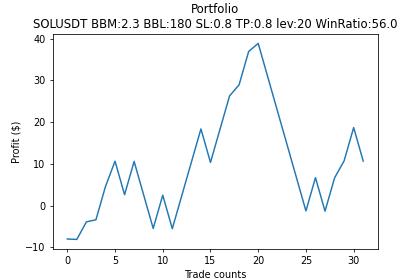 Portfolio
SOLUSDT BBM:2.3 BBL:180 SL:0.8 TP:0.8 lev:20 WinRatio:56.0
40
30
20
10
0
−10
Profit ($)
0 5 10 15 20 25 30
Trade counts